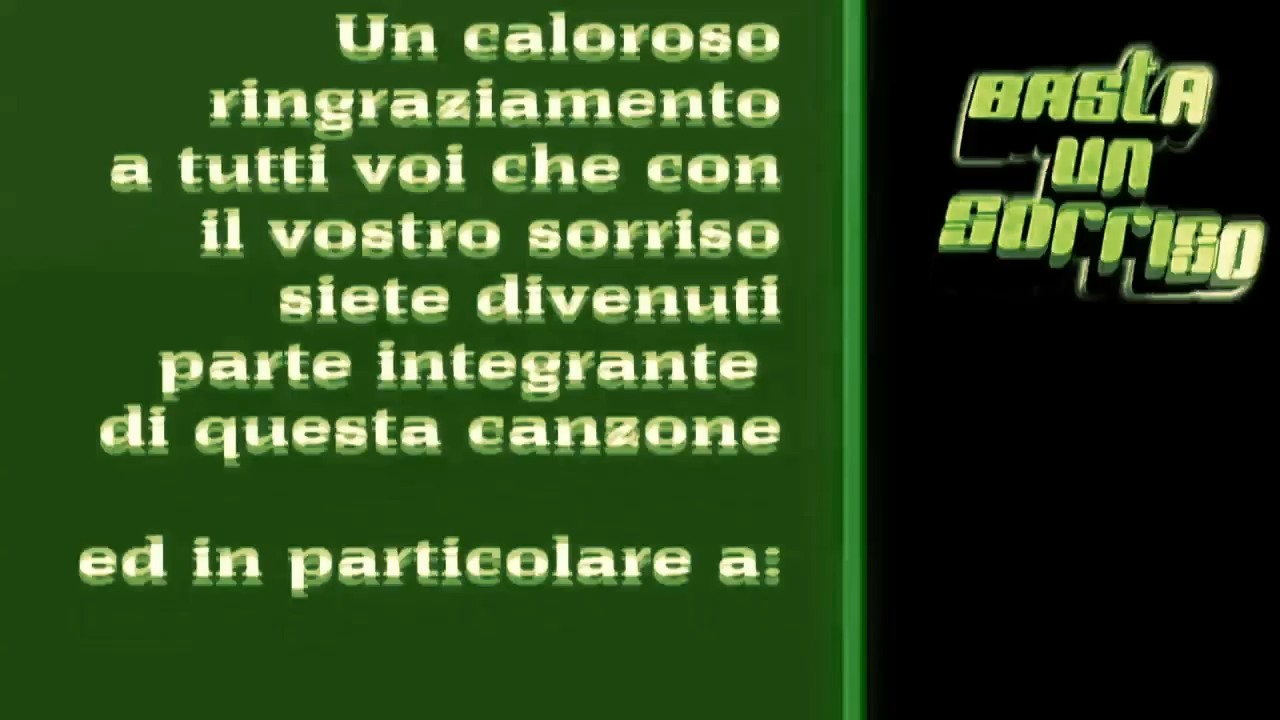 Un caloroso
ringraziamento
a tutti voi che con
il vostro sorriso
siete divenuti
parte integrante
di questa canzone
ed in particolare a:
BASTA
UN
SORRISO